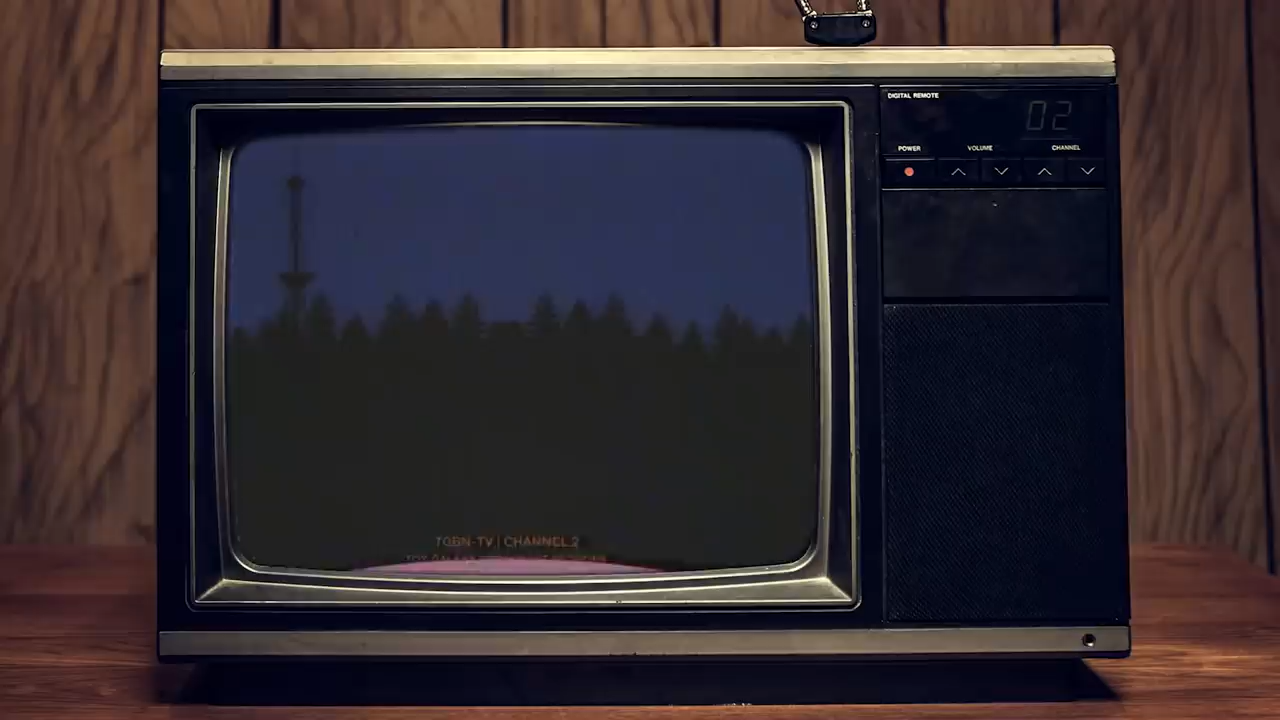 DIGITAL REMOTE
02
POWER VOLUME CHANNEL
TGBN-TV | CHANNEL 2